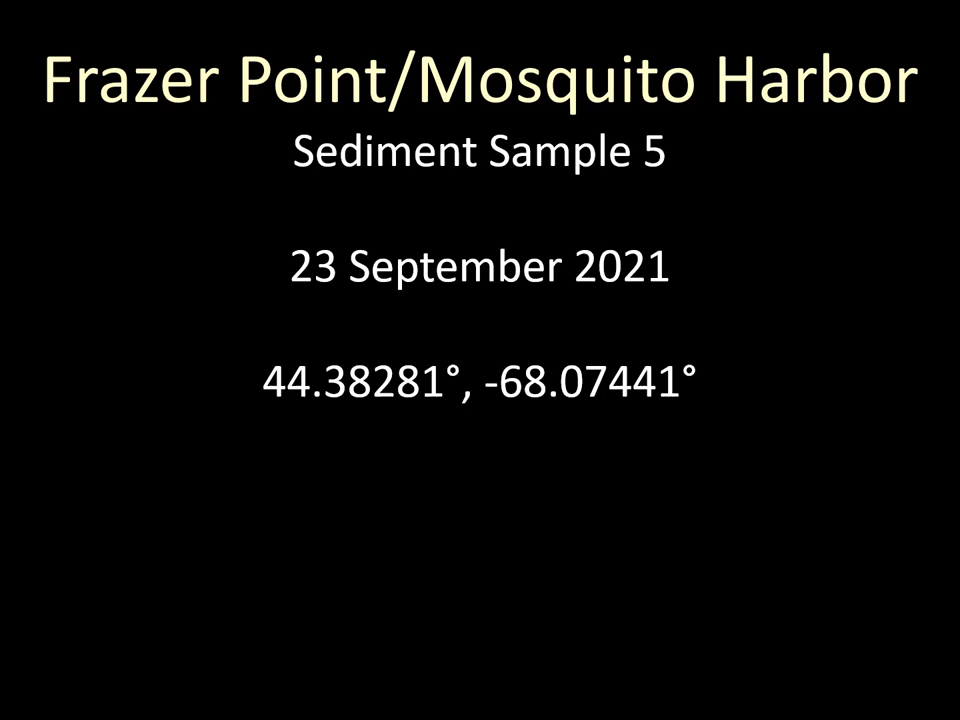 Frazer Point/Mosquito Harbor
Sediment Sample 5
23 September 2021
44.38281°, -68.07441°